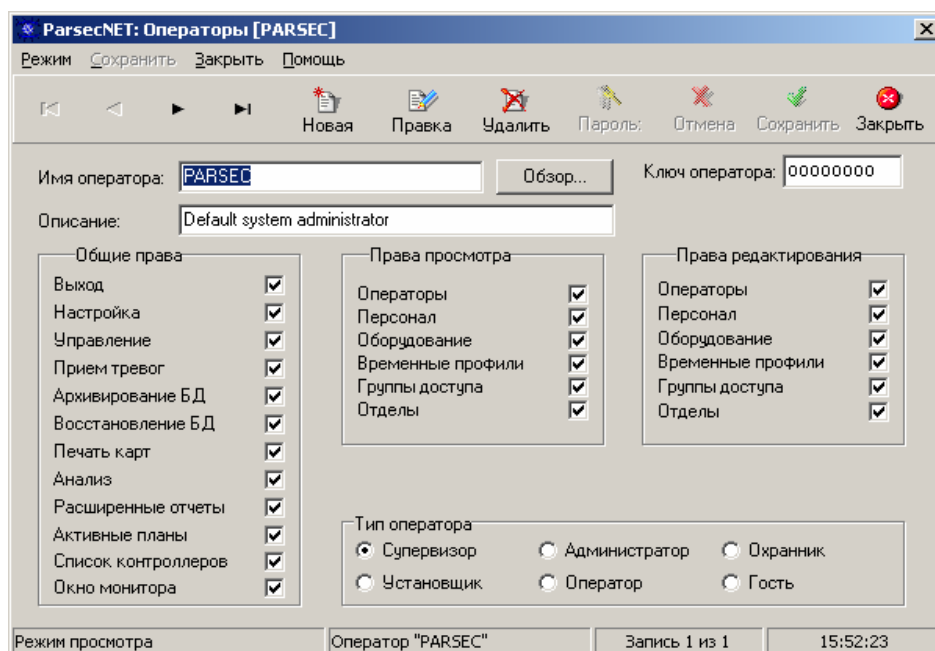 ParsecNET: Операторы [PARSEC]
Режим Сохранить Закрыть Помощь
Новая Правка Удалить Пароль: Отмена Сохранить Закрыть
Имя оператора: PARSEC Обзор... Ключ оператора: 00000000
Описание: Default system administrator
Общие права
Выход
Настройка
Управление
Прием тревог
Архивирование БД
Восстановление БД
Печать карт
Анализ
Расширенные отчеты
Активные планы
Список контроллеров
Окно монитора
Права просмотра
Операторы
Персонал
Оборудование
Временные профили
Группы доступа
Отделы
Права редактирования
Операторы
Персонал
Оборудование
Временные профили
Группы доступа
Отделы
Тип оператора
Супервизор Администратор Охранник
Установщик Оператор Гость
Режим просмотра Оператор "PARSEC" Запись 1 из 1 15:52:23